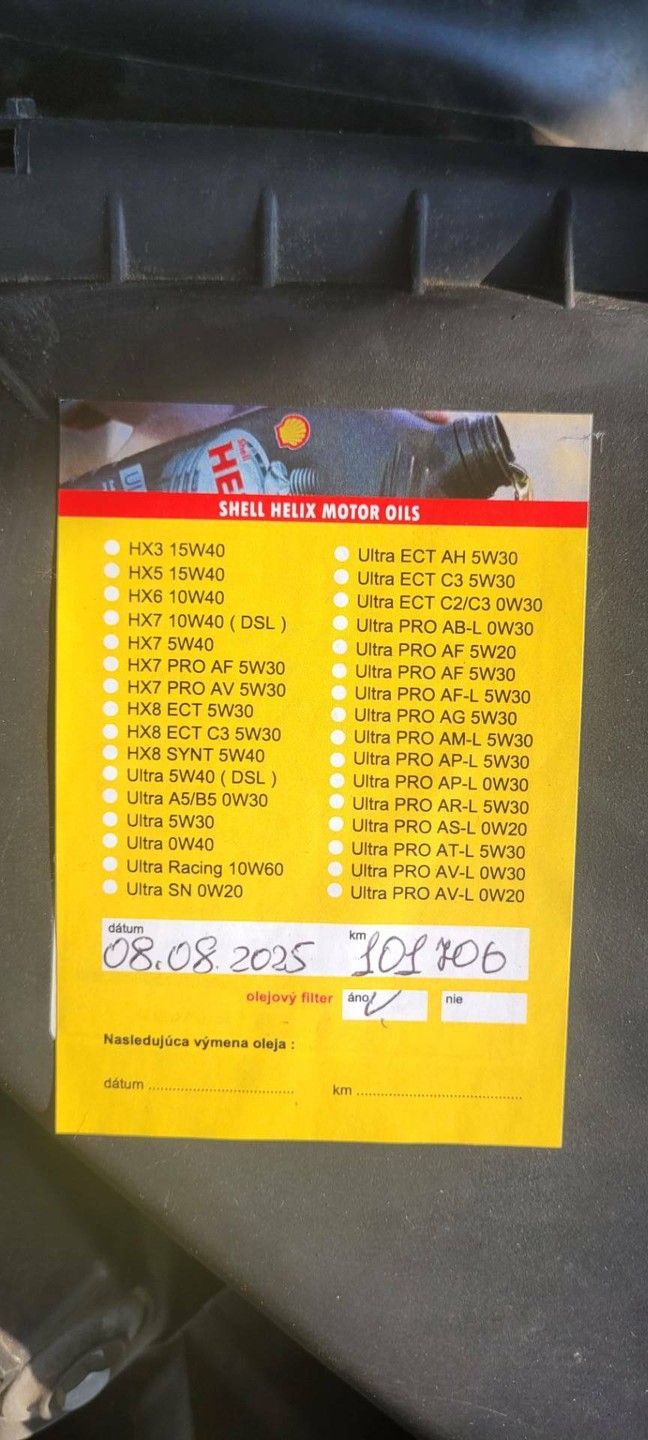 Shell
HE
SHELL HELIX MOTOR OILS
HX3 15W40
HX5 15W40
HX6 10W40
HX7 10W40 ( DSL )
HX7 5W40
HX7 PRO AF 5W30
HX7 PRO AV 5W30
HX8 ECT 5W30
HX8 ECT C3 5W30
HX8 SYNT 5W40
Ultra 5W40 ( DSL )
Ultra A5/B5 0W30
Ultra 5W30
Ultra 0W40
Ultra Racing 10W60
Ultra SN 0W20
Ultra ECT AH 5W30
Ultra ECT C3 5W30
Ultra ECT C2/C3 0W30
Ultra PRO AB-L 0W30
Ultra PRO AF 5W20
Ultra PRO AF 5W30
Ultra PRO AF-L 5W30
Ultra PRO AG 5W30
Ultra PRO AM-L 5W30
Ultra PRO AP-L 5W30
Ultra PRO AP-L 0W30
Ultra PRO AR-L 5W30
Ultra PRO AS-L 0W20
Ultra PRO AT-L 5W30
Ultra PRO AV-L 0W30
Ultra PRO AV-L 0W20
dátum km
08.08.2025 101 706
olejový filter áno nie
Nasledujúca výmena oleja :
dátum .................................. km .......................................